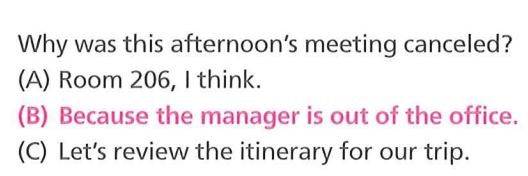 Why was this afternoon's meeting canceled?
(A) Room 206, I think.
(B) Because the manager is out of the office.
(C) Let's review the itinerary for our trip.